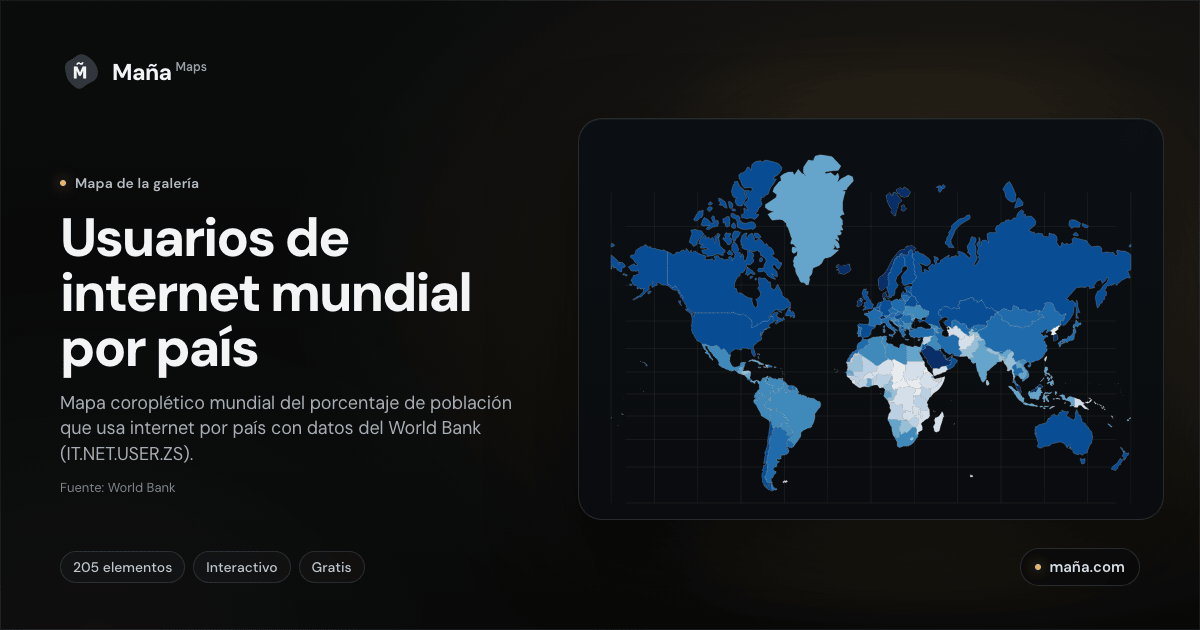 M̃
Maña Maps
Mapa de la galería
Usuarios de
internet mundial
por país
Mapa coroplético mundial del porcentaje de población
que usa internet por país con datos del World Bank
(IT.NET.USER.ZS).
Fuente: World Bank
205 elementos
Interactivo
Gratis
maña.com